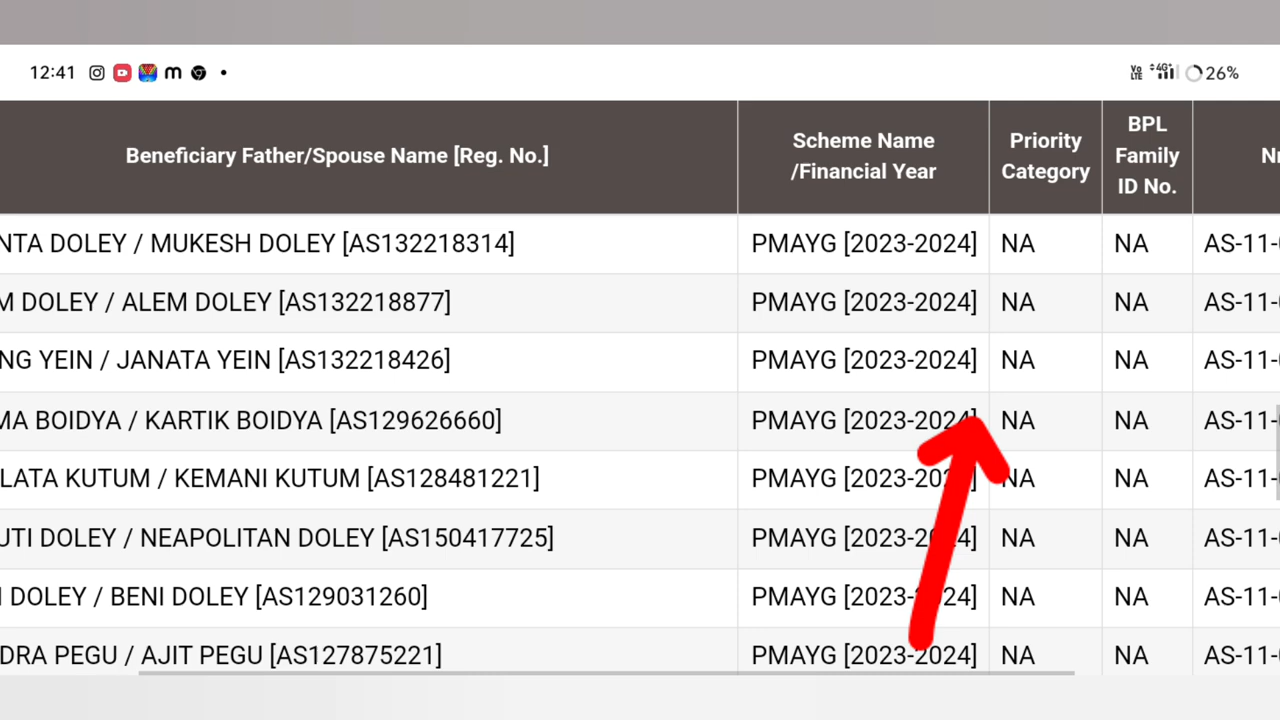 12:41 m • Vo LTE 4G+ 26%
Beneficiary Father/Spouse Name [Reg. No.] Scheme Name /Financial Year Priority Category BPL Family ID No.
NTA DOLEY / MUKESH DOLEY [AS132218314] PMAYG [2023-2024] NA NA AS-11-
M DOLEY / ALEM DOLEY [AS132218877] PMAYG [2023-2024] NA NA AS-11-
NG YEIN / JANATA YEIN [AS132218426] PMAYG [2023-2024] NA NA AS-11-
MA BOIDYA / KARTIK BOIDYA [AS129626660] PMAYG [2023-2024] NA NA AS-11-
LATA KUTUM / KEMANI KUTUM [AS128481221] PMAYG [2023-2024] NA NA AS-11-
UTI DOLEY / NEAPOLITAN DOLEY [AS150417725] PMAYG [2023-2024] NA NA AS-11-
I DOLEY / BENI DOLEY [AS129031260] PMAYG [2023-2024] NA NA AS-11-
DRA PEGU / AJIT PEGU [AS127875221] PMAYG [2023-2024] NA NA AS-11-